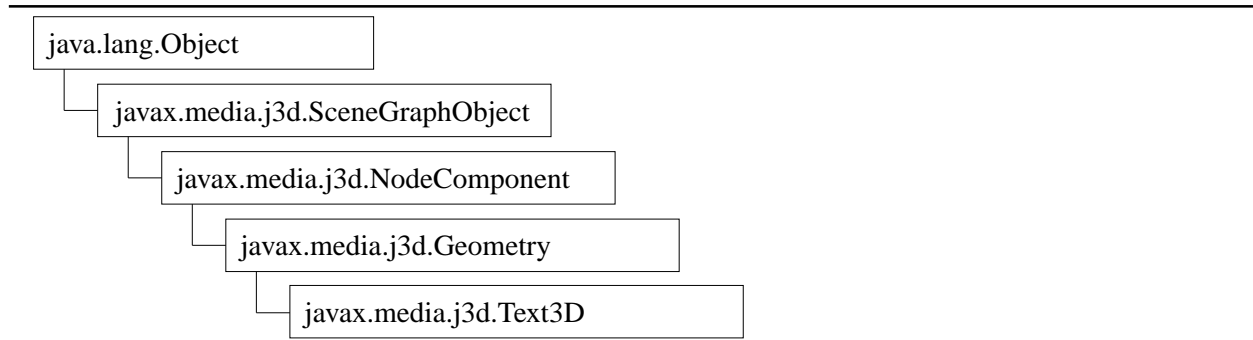 java.lang.Object
javax.media.j3d.SceneGraphObject
javax.media.j3d.NodeComponent
javax.media.j3d.Geometry
javax.media.j3d.Text3D